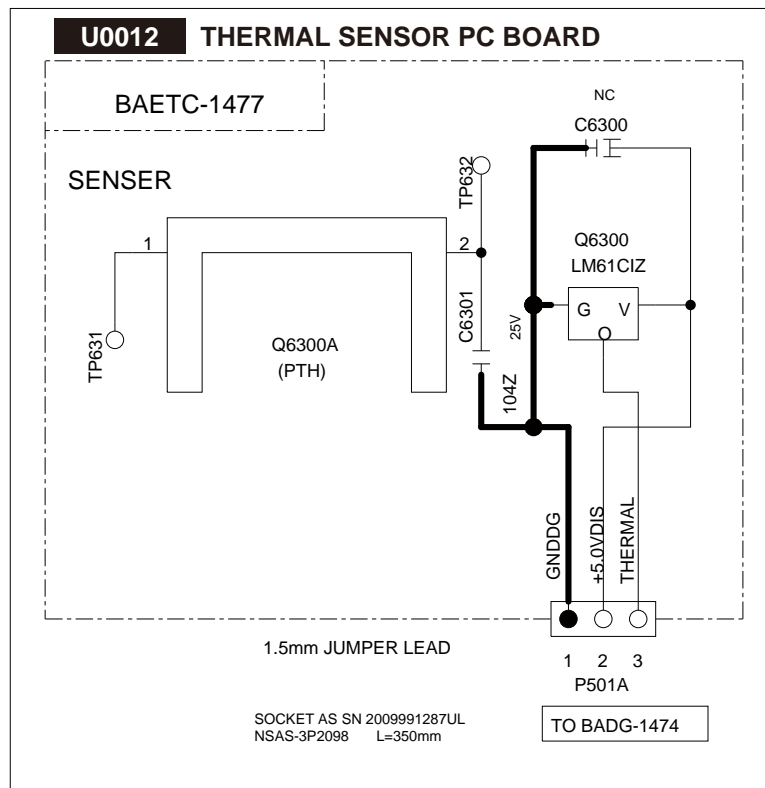 U0012 THERMAL SENSOR PC BOARD
BAETC-1477
NC
C6300
SENSER
TP632
1
2
Q6300
LM61CIZ
C6301
25V
G V
O
TP631
Q6300A
(PTH)
104Z
GNDDG
+5.0VDIS
THERMAL
1.5mm JUMPER LEAD
1 2 3
P501A
SOCKET AS SN 2009991287UL
NSAS-3P2098 L=350mm
TO BADG-1474